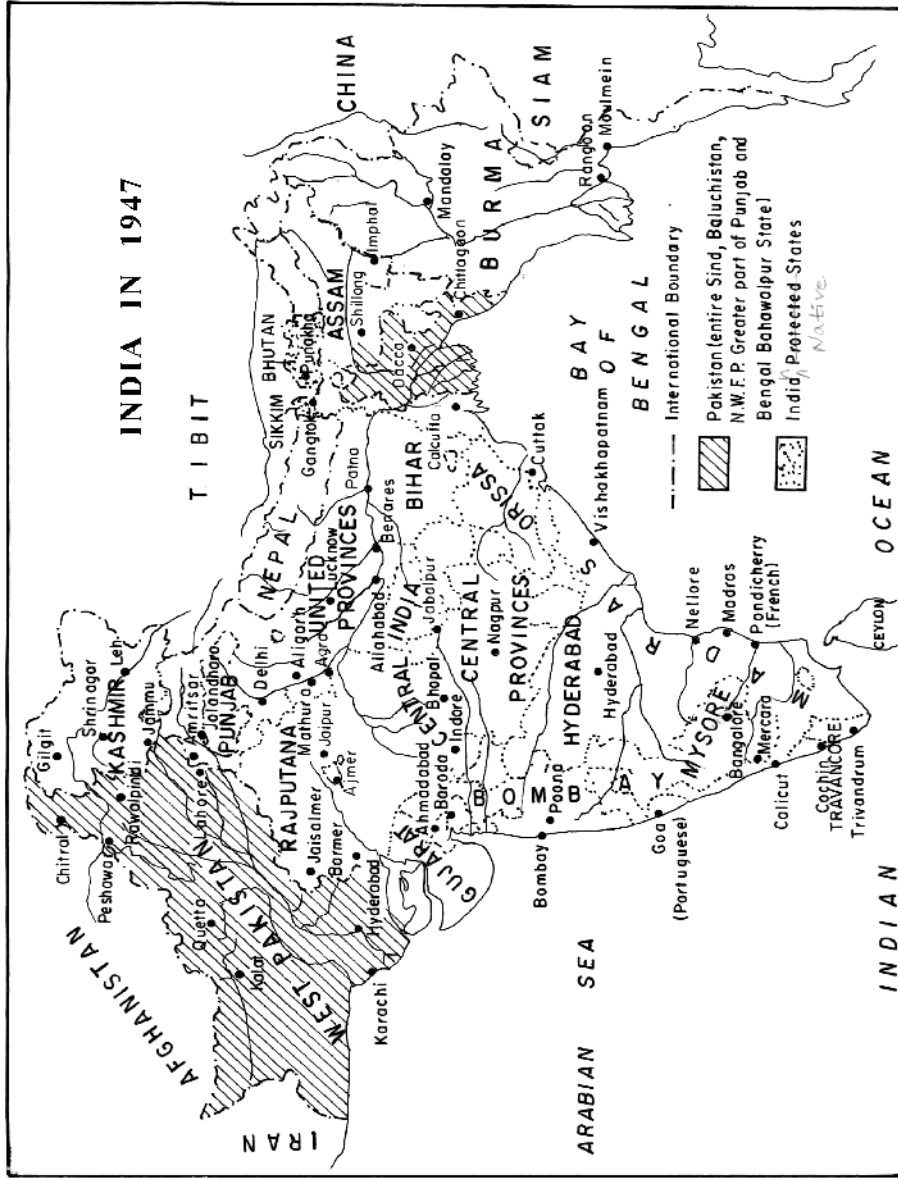 INDIA IN 1947
TIBIT
CHINA
SIAM
BURMA
AFGHANISTAN
IRAN
NEPAL
SIKKIM
BHUTAN
Gangtok
Punakha
ASSAM
Shillong
Imphal
Mandalay
Chittagaon
Dacca
Rangoon
Moulmein
Gilgit
Chitral
Shrinagar
Leh
KASHMIR
Jammu
Peshawar
Rawalpindi
Amritsar
Jalandhara
Lahore
PUNJAB
Quetta
Kalat
WEST PAKISTAN
Hyderabad
Karachi
Delhi
Aligarh
Mathura
Agra
UNITED
PROVINCES
Lucknow
RAJPUTANA
Jaipur
Ajmer
Jaisalmer
Barmer
Allahabad
Benares
Patna
BIHAR
Calcutta
CENTRAL INDIA
Jabalpur
Bhopal
Indore
GUJARAT
Ahmadabad
Baroda
CENTRAL
Nagpur
PROVINCES
ORYSSA
Cuttak
Vishakhapatnam
BOMBAY
Bombay
Poona
HYDERABAD
Hyderabad
Goa
(Portuguese)
MYSORE
Bangalore
Mercara
MADRAS
Nellore
Madras
Pondicherry
(French)
Calicut
Cochin
TRAVANCORE
Trivandrum
CEYLON
ARABIAN SEA
BAY
OF
BENGAL
INDIAN OCEAN
International Boundary
Pakistan (entire Sind, Baluchistan,
N.W.F.P. Greater part of Punjab and
Bengal Bahawalpur State)
Indian Protected States
Native